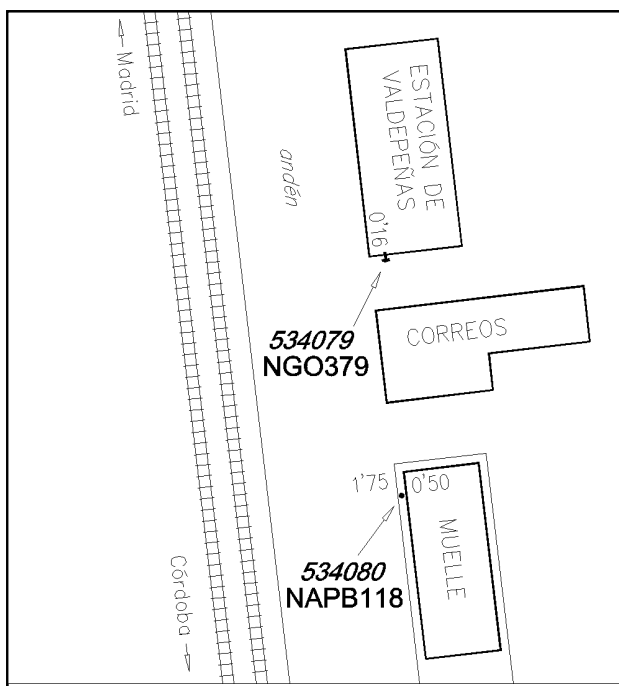 ← Madrid
ESTACIÓN DE
VALDEPEÑAS
andén
0'16
534079
NGO379
CORREOS
1'75
0'50
MUELLE
534080
NAPB118
Córdoba →